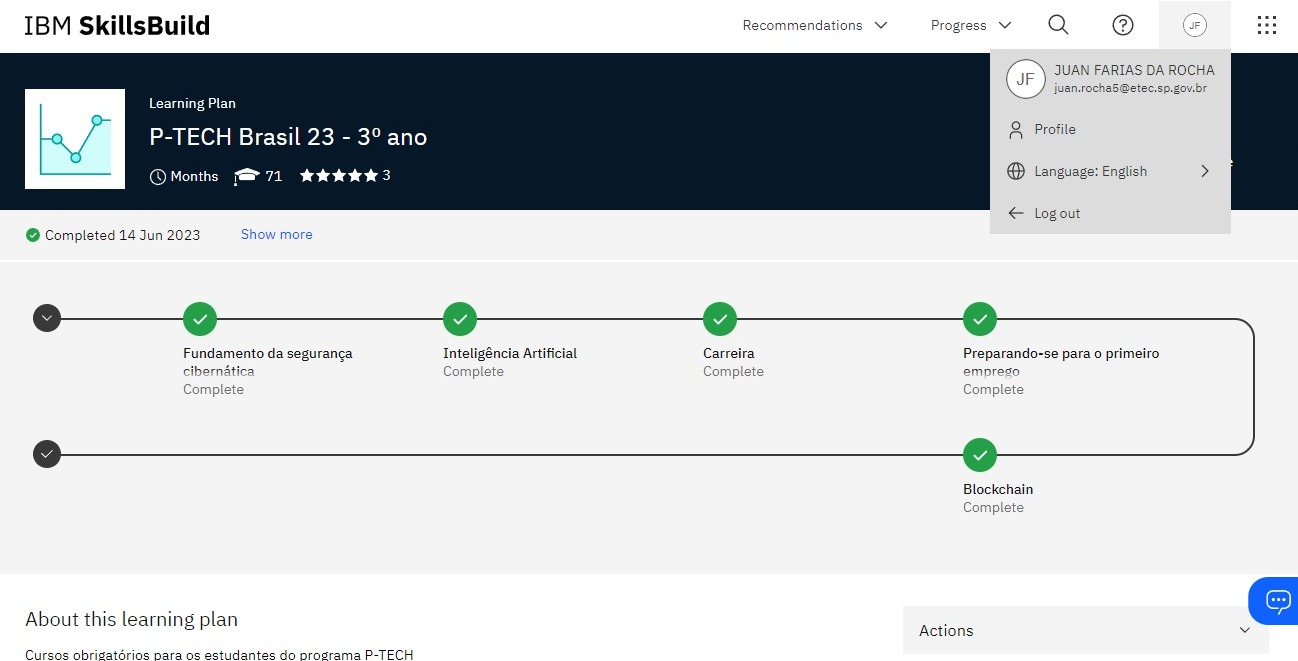 IBM SkillsBuild
Recommendations
Progress
JF
JF
JUAN FARIAS DA ROCHA
juan.rocha5@etec.sp.gov.br
Profile
Language: English
Log out
Learning Plan
P-TECH Brasil 23 - 3º ano
Months
71
3
Completed 14 Jun 2023
Show more
Fundamento da segurança
cibernática
Complete
Inteligência Artificial
Complete
Carreira
Complete
Preparando-se para o primeiro
emprego
Complete
Blockchain
Complete
About this learning plan
Actions
Cursos obrigatórios para os estudantes do programa P-TECH